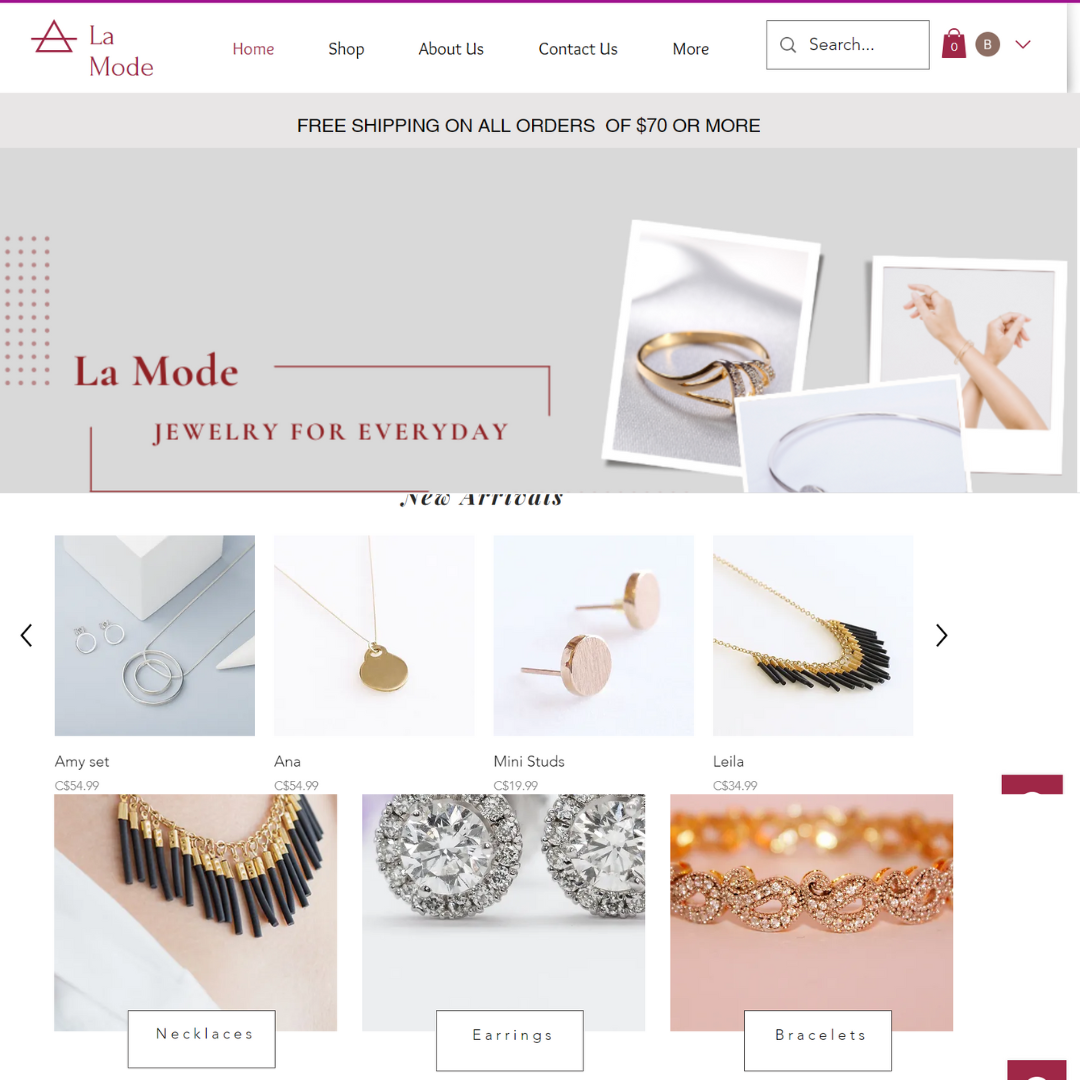 La
Mode
Home Shop About Us Contact Us More
Search...
0
B
FREE SHIPPING ON ALL ORDERS OF $70 OR MORE
La Mode
JEWELRY FOR EVERYDAY
New Arrivals
Amy set
C$54.99
Ana
C$54.99
Mini Studs
C$19.99
Leila
C$34.99
Necklaces
Earrings
Bracelets